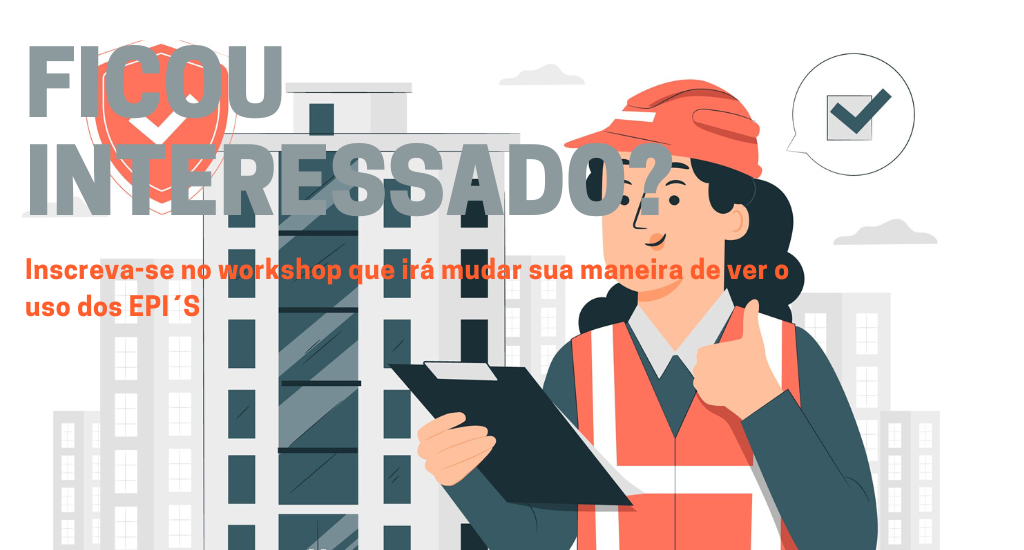 FICOU
INTERESSADO?
Inscreva-se no workshop que irá mudar sua maneira de ver o
uso dos EPI´S